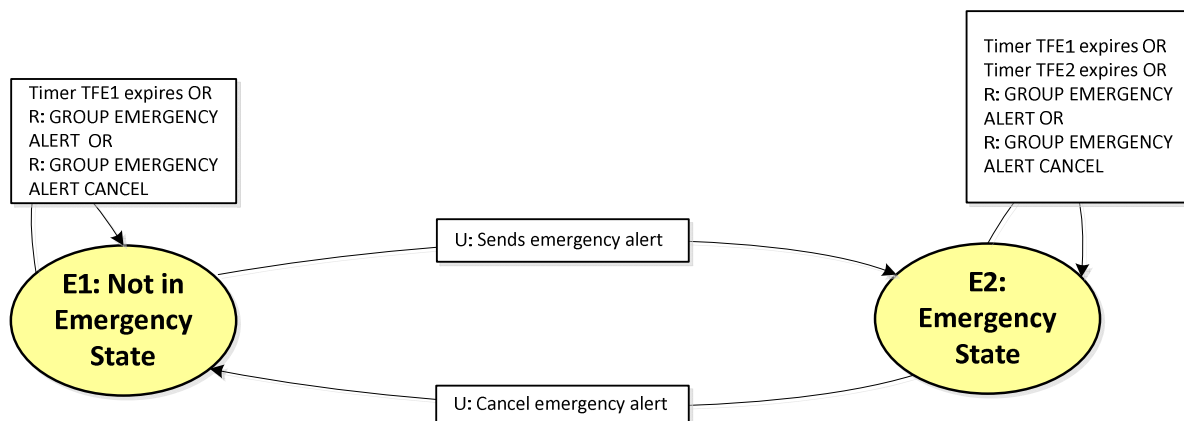 Timer TFE1 expires OR
R: GROUP EMERGENCY
ALERT OR
R: GROUP EMERGENCY
ALERT CANCEL
Timer TFE1 expires OR
Timer TFE2 expires OR
R: GROUP EMERGENCY
ALERT OR
R: GROUP EMERGENCY
ALERT CANCEL
U: Sends emergency alert
E1: Not in
Emergency
State
E2:
Emergency
State
U: Cancel emergency alert